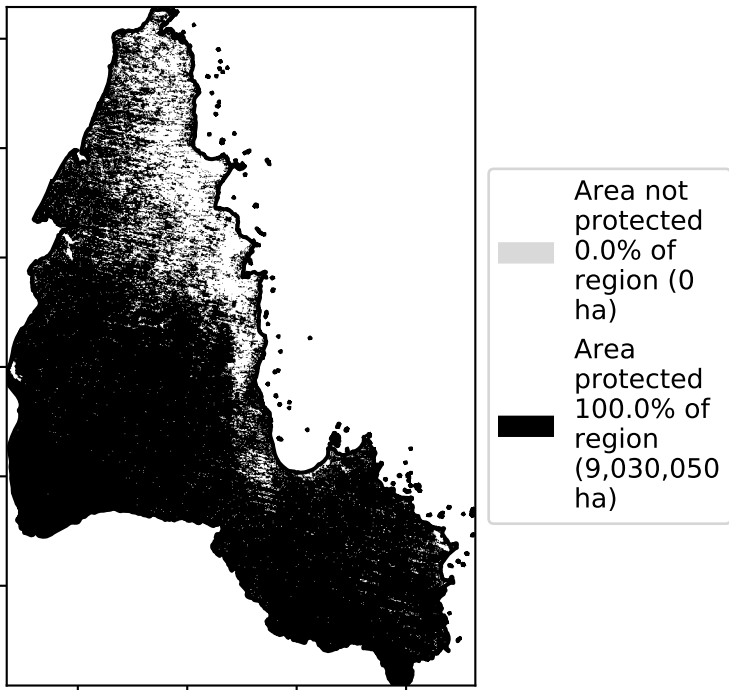 Area not
protected
0.0% of
region (0
ha)
Area
protected
100.0% of
region
(9,030,050
ha)